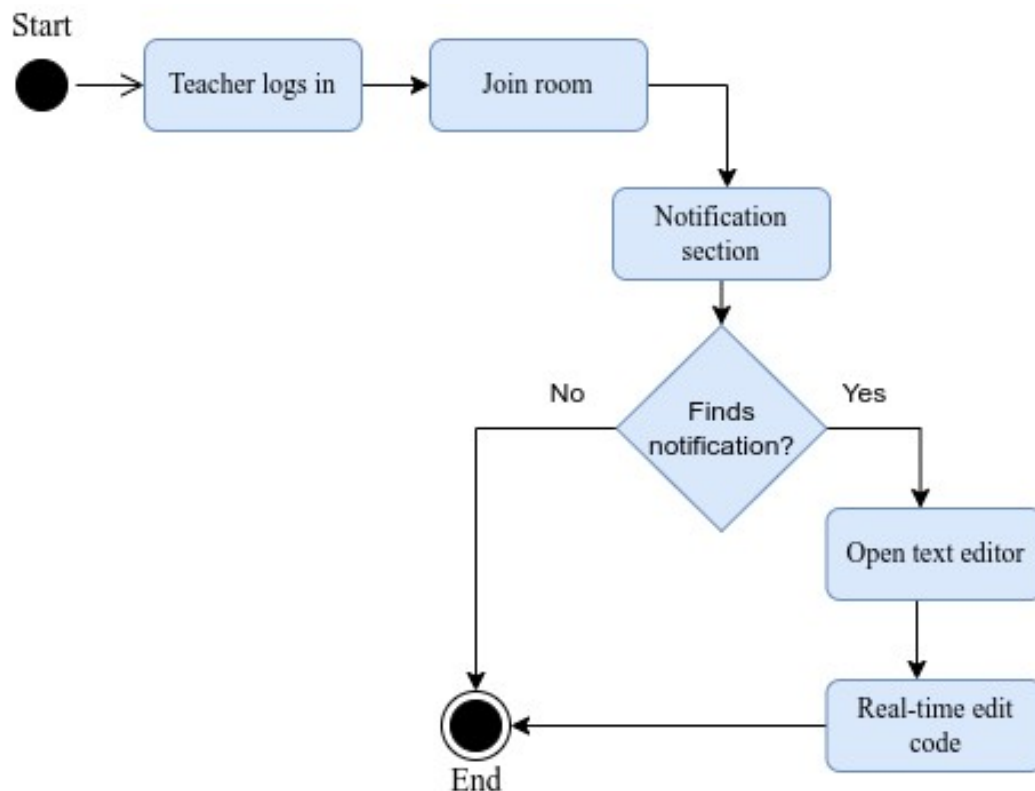 Start
Teacher logs in
Join room
Notification
section
No
Yes
Finds
notification?
Open text editor
Real-time edit
code
End